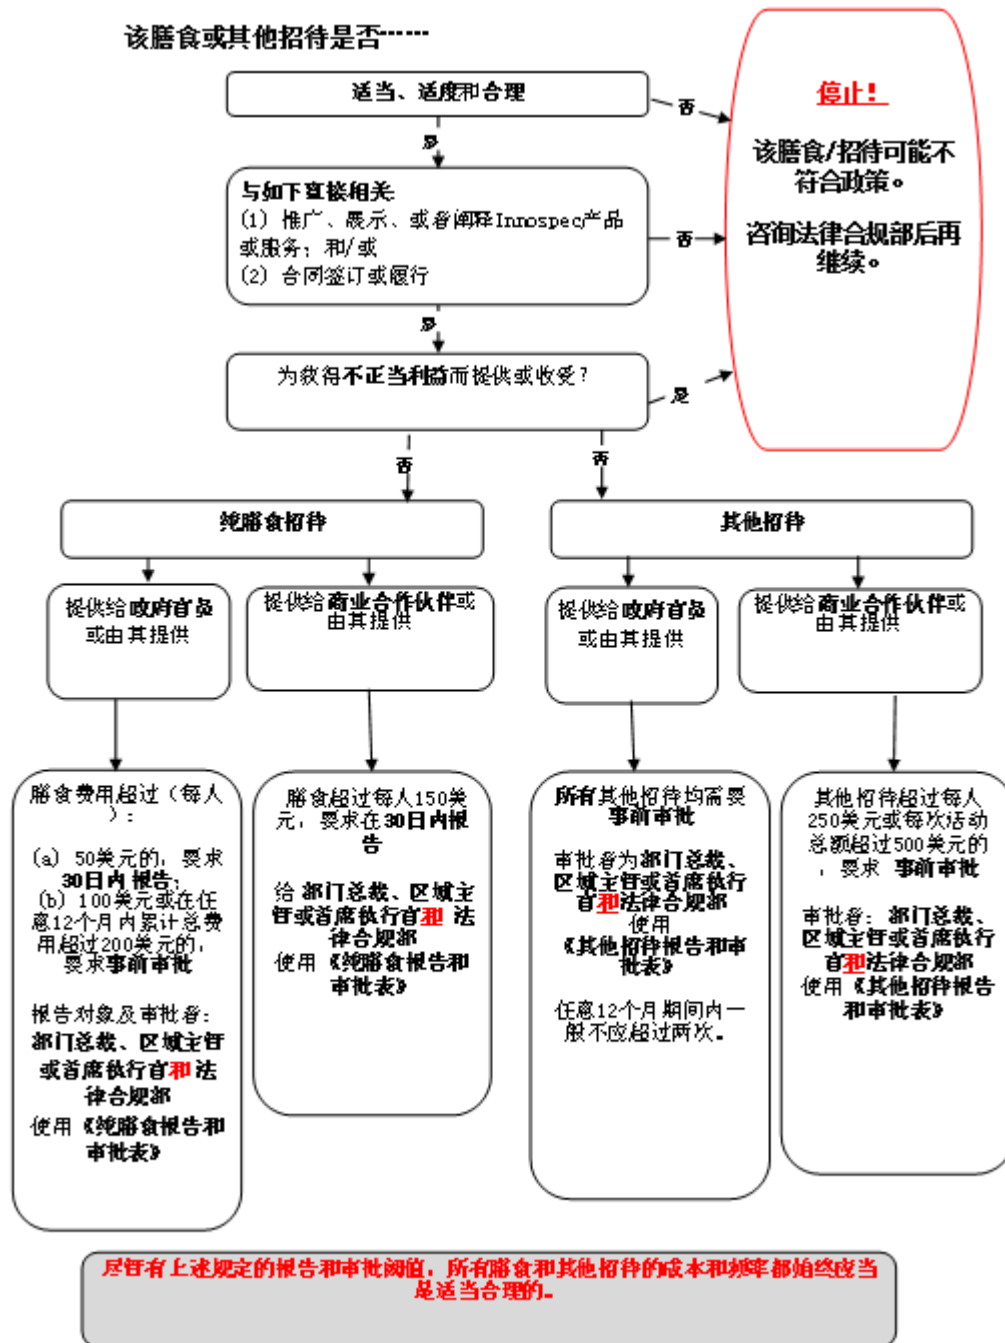 该膳食或其他招待是否……
适当、适度和合理
否
停止！
该膳食/招待可能不
符合政策。
咨询法律合规部后再
继续。
是
与如下直接相关:
(1) 推广、展示、或者阐释Innospec产品
或服务；和/或
(2) 合同签订或履行
否
是
为获得不正当利益而提供或收受？
是
否
否
纯膳食招待
其他招待
提供给政府官员
或由其提供
提供给商业合作伙伴或
由其提供
提供给政府官员
或由其提供
提供给商业合作伙伴或
由其提供
膳食费用超过（每人
）：
(a) 50美元的，要求
30日内报告；
(b) 100美元或在任
意12个月内累计总费
用超过200美元的，
要求事前审批
报告对象及审批者：
部门总裁、区域主管
或首席执行官和 法
律合规部
使用《纯膳食报告和
审批表》
膳食超过每人150美
元，要求在30日内报
告
给 部门总裁、区域主
管或首席执行官和 法
律合规部
使用《纯膳食报告和
审批表》
所有其他招待均需要
事前审批
审批者为部门总裁、
区域主管或首席执行
官和法律合规部
使用
《其他招待报告和审
批表》
任意12个月期间内一
般不应超过两次。
其他招待超过每人
250美元或每次活动
总额超过500美元的
，要求 事前审批
审批者：部门总裁、
区域主管或首席执行
官和法律合规部
使用《其他招待报告
和审批表》
尽管有上述规定的报告和审批阈值，所有膳食和其他招待的成本和频率都始终应当
是适当合理的。